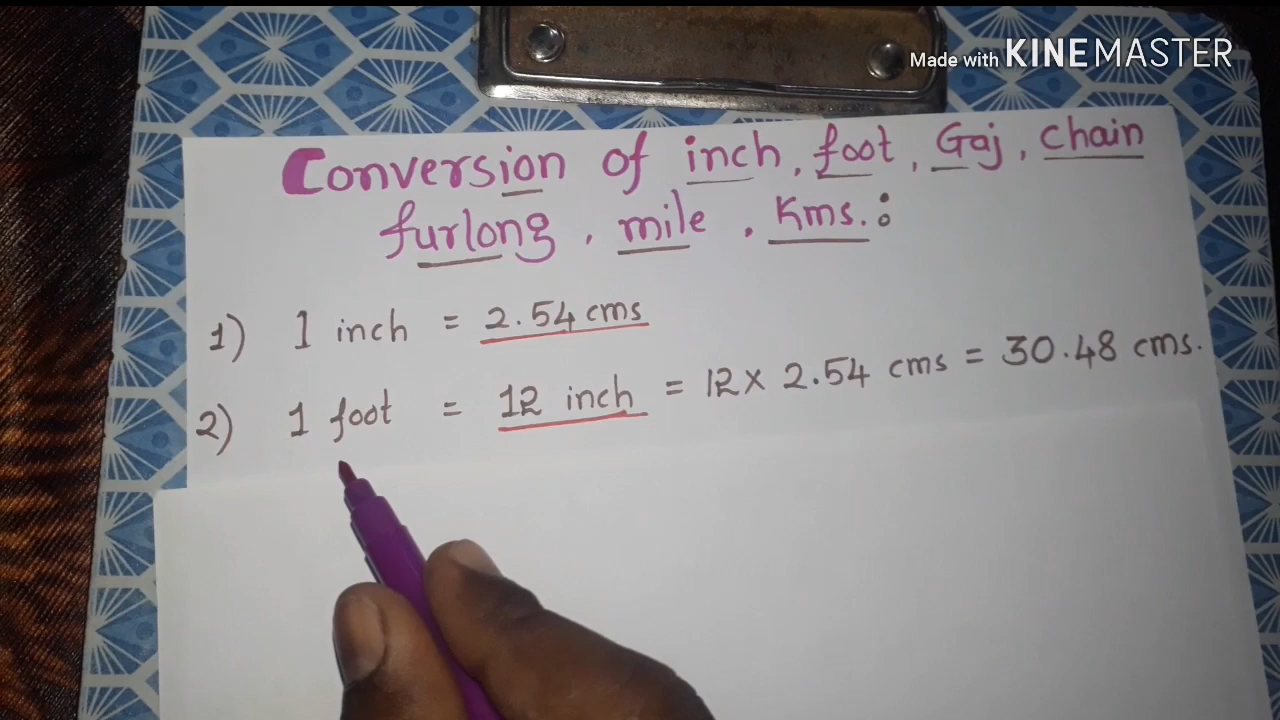 Made with KINEMASTER
Conversion of inch, foot, Gaj, Chain
furlong, mile, Kms.:
1) 1 inch = 2.54 cms
2) 1 foot = 12 inch = 12 x 2.54 cms = 30.48 cms.